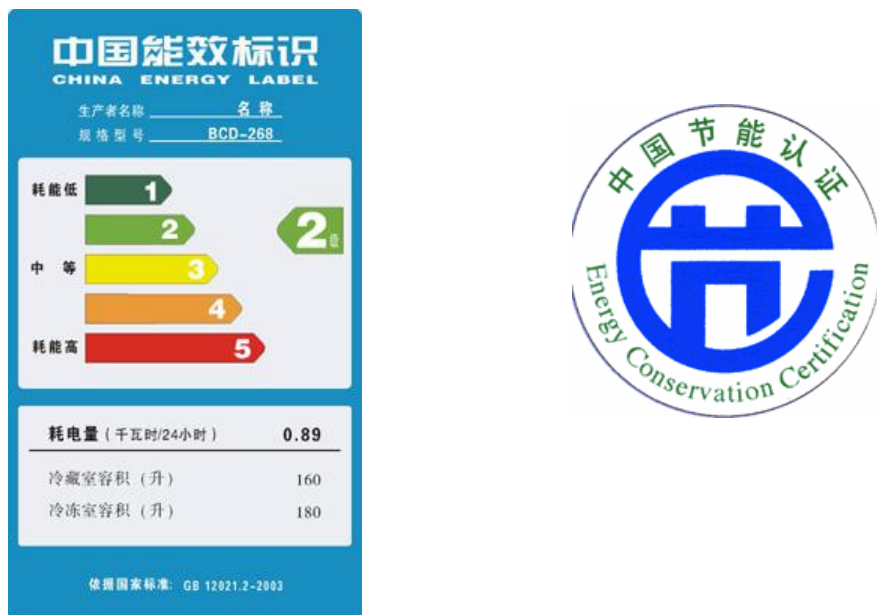 中国能效标识
CHINA ENERGY LABEL
生产者名称 名称
规格型号 BCD-268
耗能低 1
2
2级
中等 3
4
耗能高 5
耗电量(千瓦时/24小时) 0.89
冷藏室容积(升) 160
冷冻室容积(升) 180
依据国家标准: GB 12021.2-2003
中国节能认证
Energy Conservation Certification